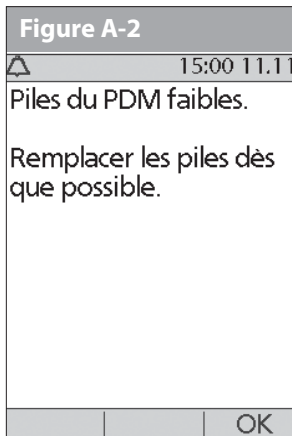 Figure A-2
15:00 11.11
Piles du PDM faibles.
Remplacer les piles dès
que possible.
OK